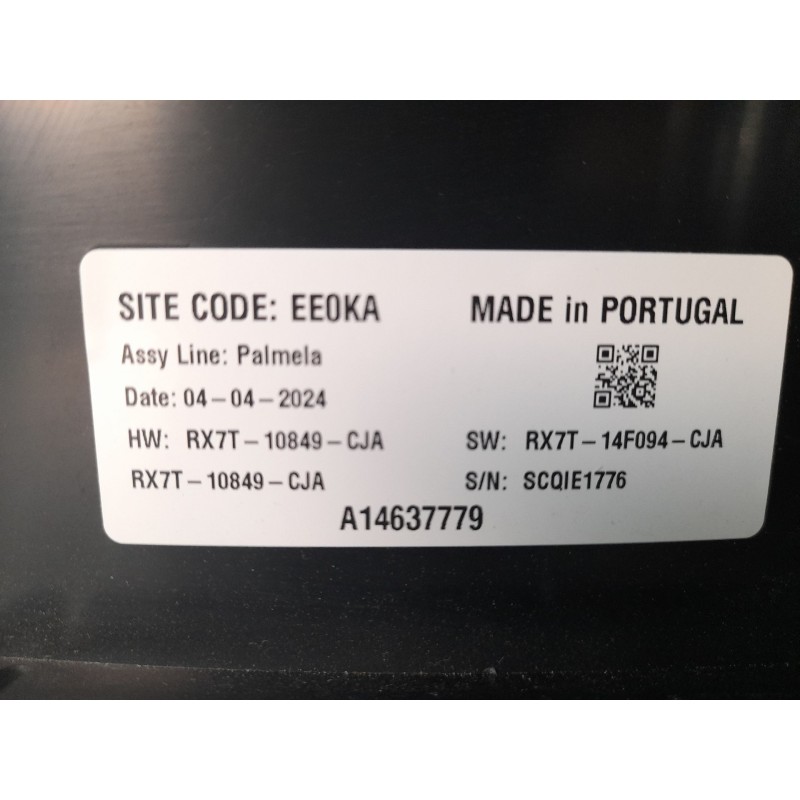 SITE CODE: EE0KA MADE in PORTUGAL
Assy Line: Palmela
Date: 04-04-2024
HW: RX7T-10849-CJA SW: RX7T-14F094-CJA
RX7T-10849-CJA S/N: SCQIE1776
A14637779